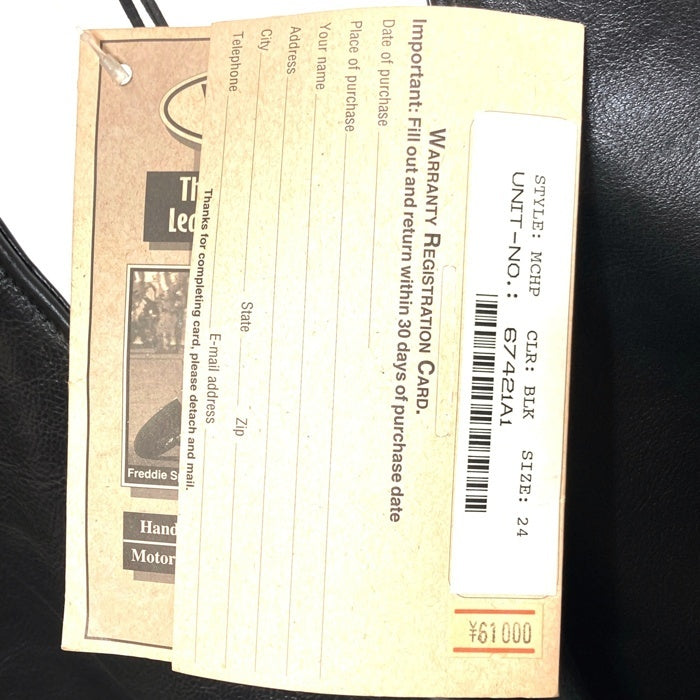 STYLE: MCHP CLR: BLK SIZE: 24
UNIT-NO.: 67421A1
WARRANTY REGISTRATION CARD.
Important: Fill out and return within 30 days of purchase date
Date of purchase
Place of purchase
Your name
Address
City State Zip
Telephone E-mail address
Thanks for completing card, please detach and mail.
¥61000
Freddie
Hand
Motor